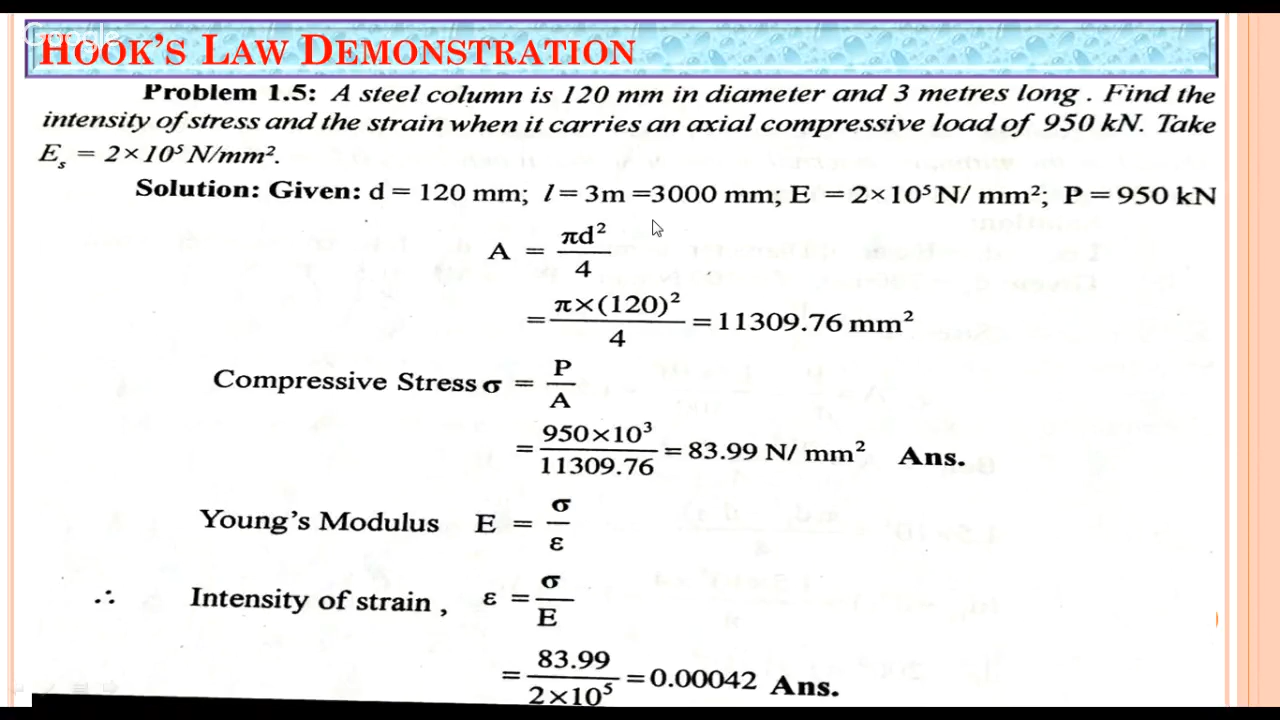 Google
HOOK'S LAW DEMONSTRATION
Problem 1.5: A steel column is 120 mm in diameter and 3 metres long . Find the
intensity of stress and the strain when it carries an axial compressive load of 950 kN. Take
Eₛ = 2×10⁵ N/mm².
Solution: Given: d = 120 mm; l = 3m =3000 mm; E = 2×10⁵ N/ mm²; P = 950 kN
A = πd²/4
= π×(120)²/4 = 11309.76 mm²
Compressive Stress σ = P/A
= 950×10³/11309.76 = 83.99 N/ mm² Ans.
Young's Modulus E = σ/ε
∴ Intensity of strain , ε = σ/E
= 83.99/2×10⁵ = 0.00042 Ans.